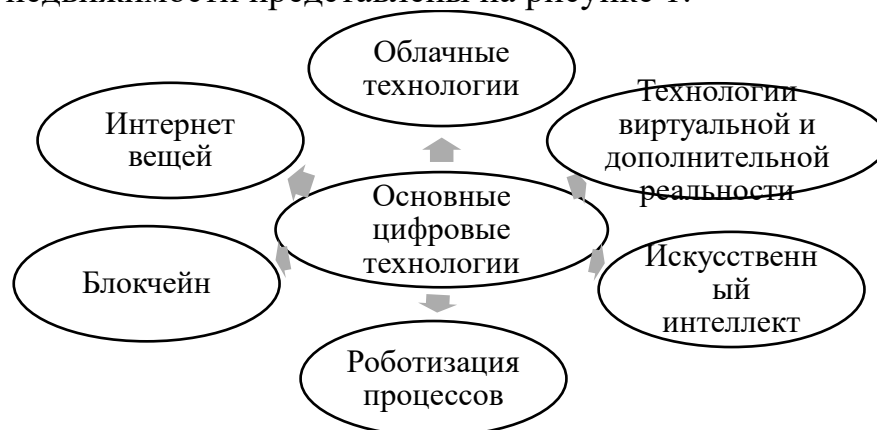 недвижимости представлены на рисунке 1.
Облачные
технологии
Интернет
вещей
Технологии
виртуальной и
дополнительной
реальности
Основные
цифровые
технологии
Блокчейн
Искусственн
ый
интеллект
Роботизация
процессов